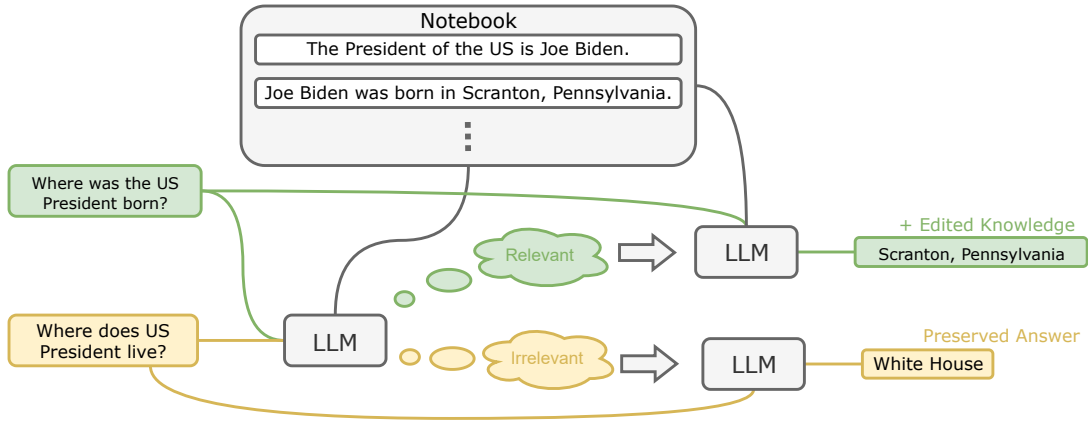 Notebook
The President of the US is Joe Biden.
Joe Biden was born in Scranton, Pennsylvania.
Where was the US
President born?
+ Edited Knowledge
Relevant
LLM
Scranton, Pennsylvania
Where does US
President live?
LLM
Irrelevant
LLM
Preserved Answer
White House